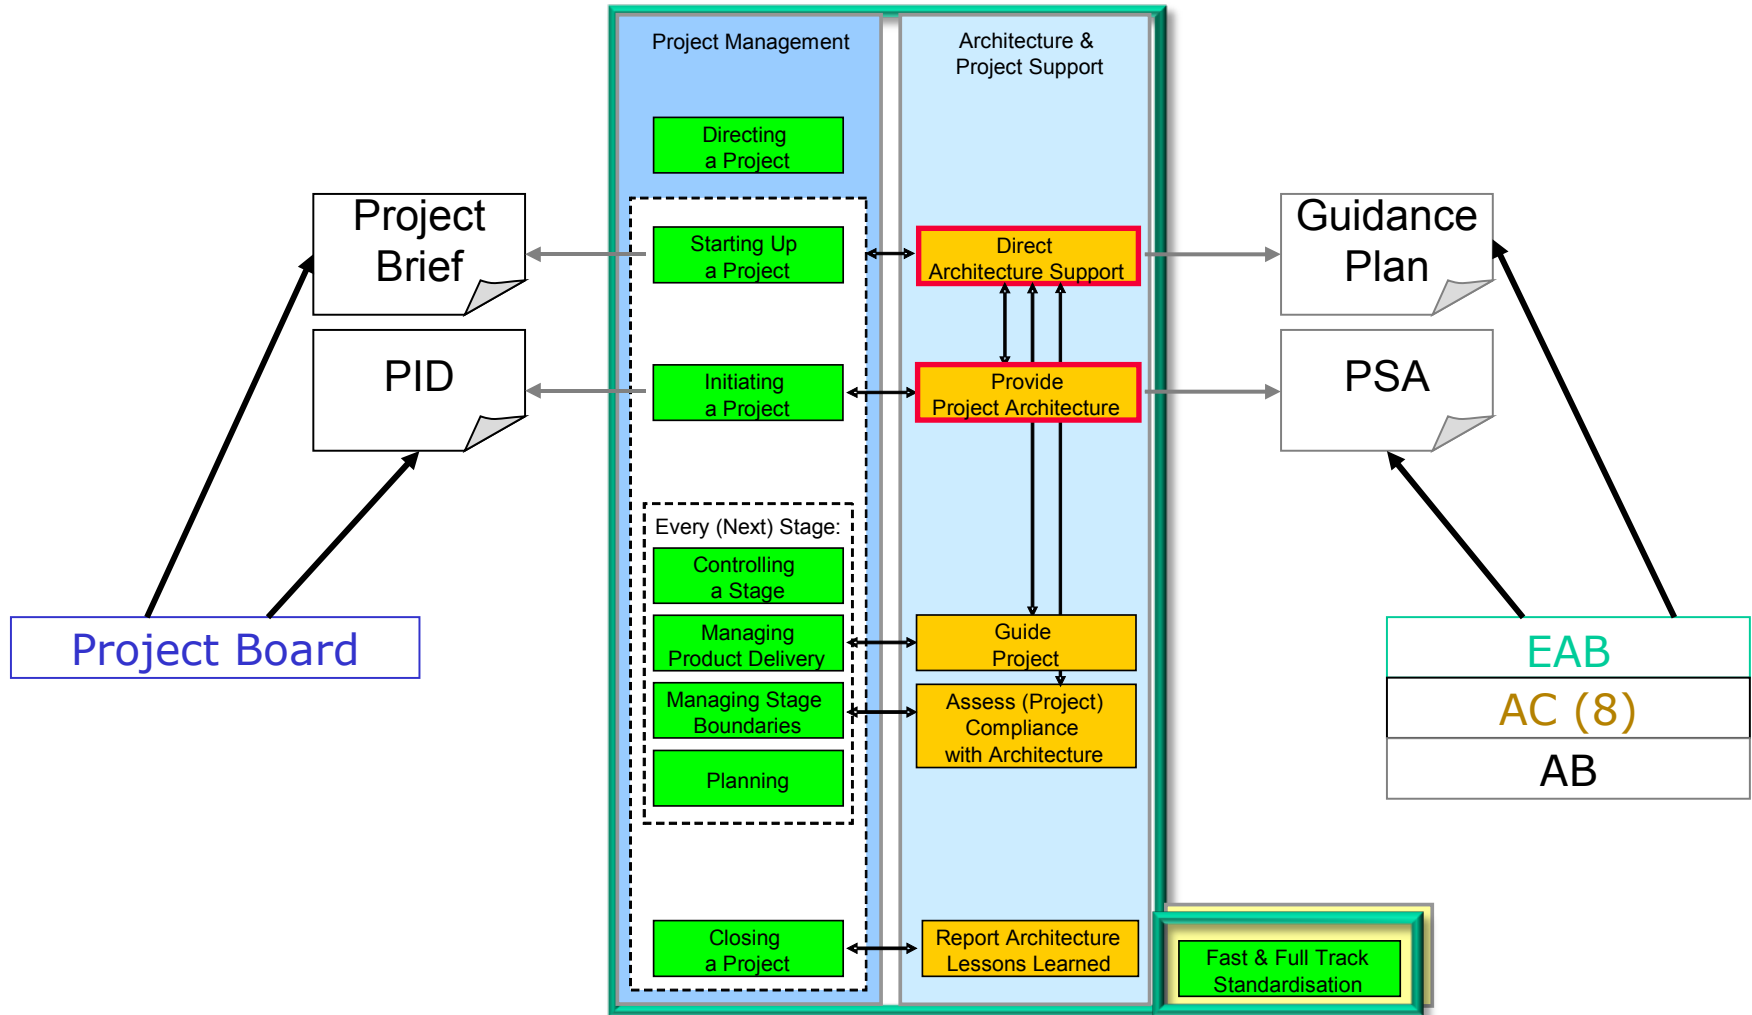 Project Management
Architecture &
Project Support
Directing
a Project
Project
Brief
Starting Up
a Project
Direct
Architecture Support
Guidance
Plan
PID
Initiating
a Project
Provide
Project Architecture
PSA
Every (Next) Stage:
Controlling
a Stage
Managing
Product Delivery
Guide
Project
Project Board
EAB
Managing Stage
Boundaries
Assess (Project)
Compliance
with Architecture
AC (8)
Planning
AB
Closing
a Project
Report Architecture
Lessons Learned
Fast & Full Track
Standardisation